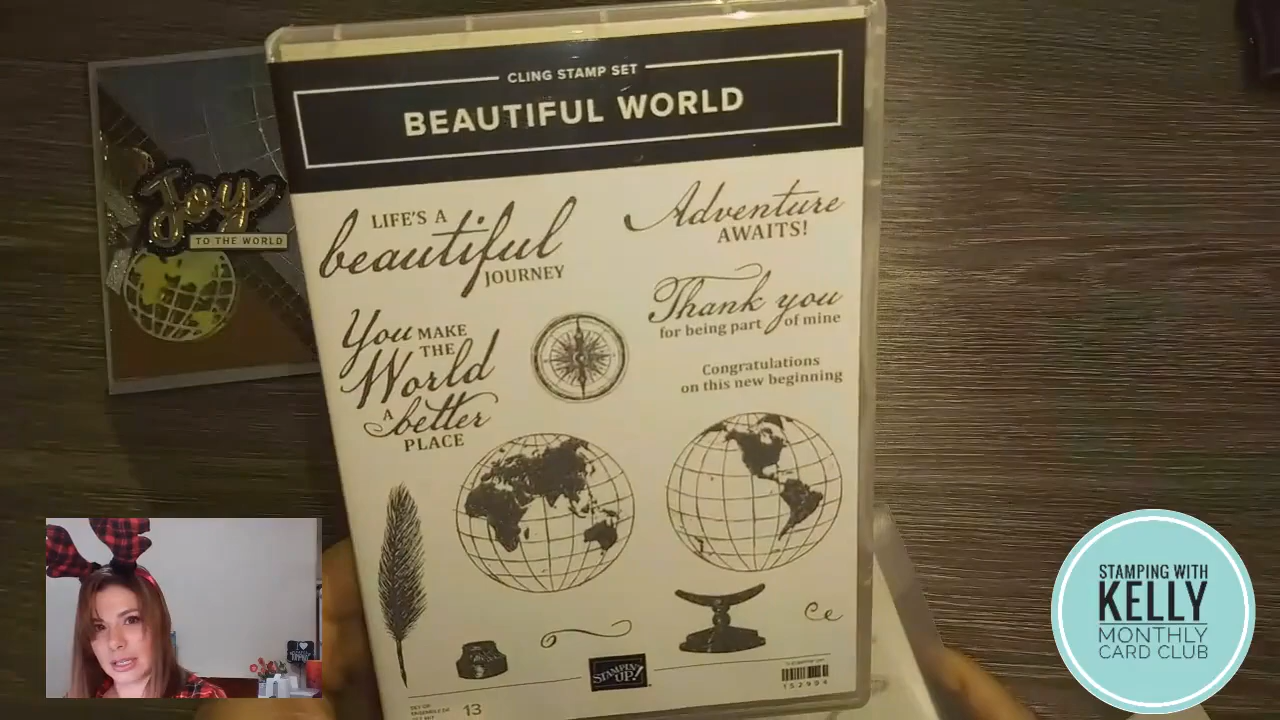 CLING STAMP SET
BEAUTIFUL WORLD
LIFE'S A
beautiful
JOURNEY
Adventure
AWAITS!
You MAKE
THE
World
A
better
PLACE
Thank you
for being part of mine
Congratulations
on this new beginning
STAMPIN' UP!
13
152904
Joy
TO THE WORLD
STAMPING WITH
KELLY
MONTHLY
CARD CLUB